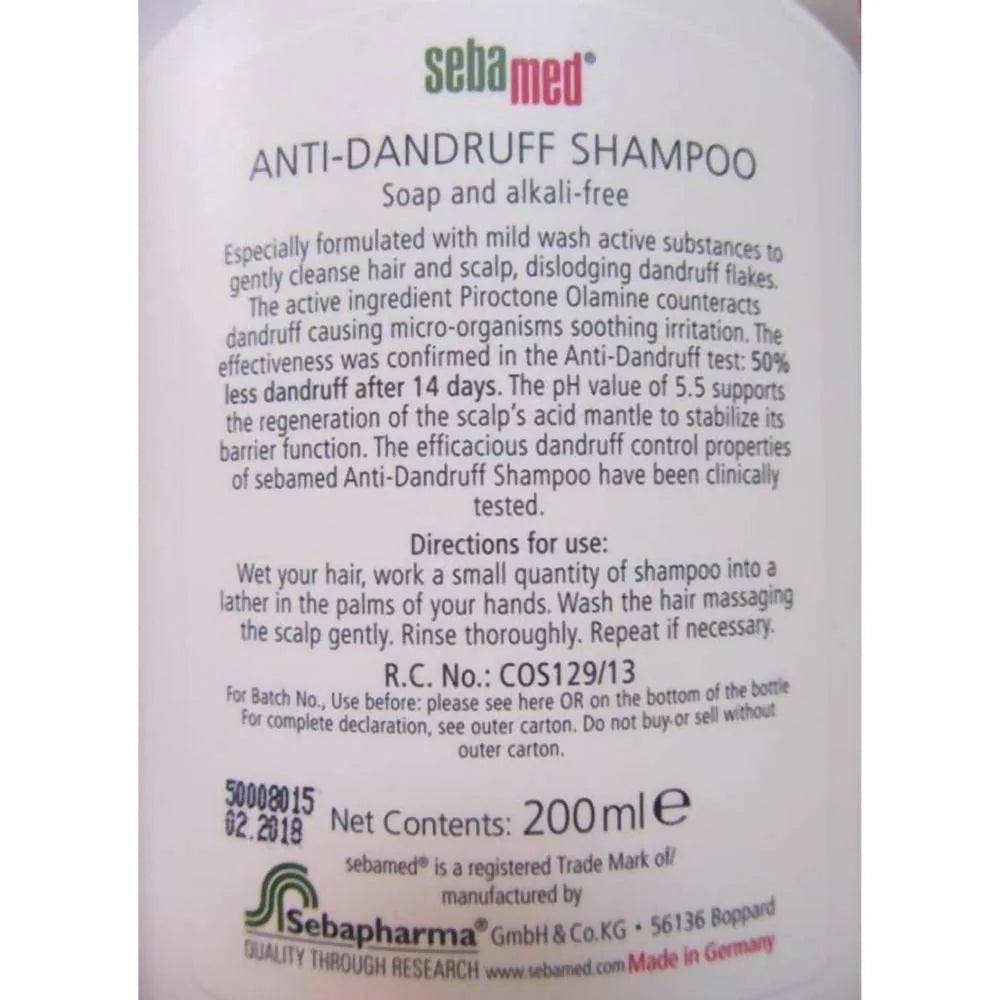 sebamed®
ANTI-DANDRUFF SHAMPOO
Soap and alkali-free
Especially formulated with mild wash active substances to
gently cleanse hair and scalp, dislodging dandruff flakes.
The active ingredient Piroctone Olamine counteracts
dandruff causing micro-organisms soothing irritation. The
effectiveness was confirmed in the Anti-Dandruff test: 50%
less dandruff after 14 days. The pH value of 5.5 supports
the regeneration of the scalp's acid mantle to stabilize its
barrier function. The efficacious dandruff control properties
of sebamed Anti-Dandruff Shampoo have been clinically
tested.
Directions for use:
Wet your hair, work a small quantity of shampoo into a
lather in the palms of your hands. Wash the hair massaging
the scalp gently. Rinse thoroughly. Repeat if necessary.
R.C. No.: COS129/13
For Batch No., Use before: please see here OR on the bottom of the bottle
For complete declaration, see outer carton. Do not buy or sell without
outer carton.
50008015
02.2018
Net Contents: 200ml e
sebamed® is a registered Trade Mark of/
manufactured by
Sebapharma® GmbH & Co.KG • 56136 Boppard
QUALITY THROUGH RESEARCH www.sebamed.com Made in Germany